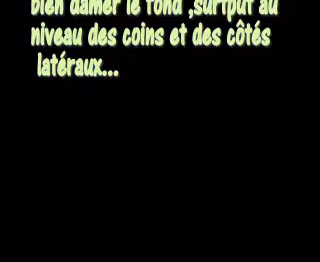 bien damer le fond ,surtput au
niveau des coins et des côtés
latéraux...